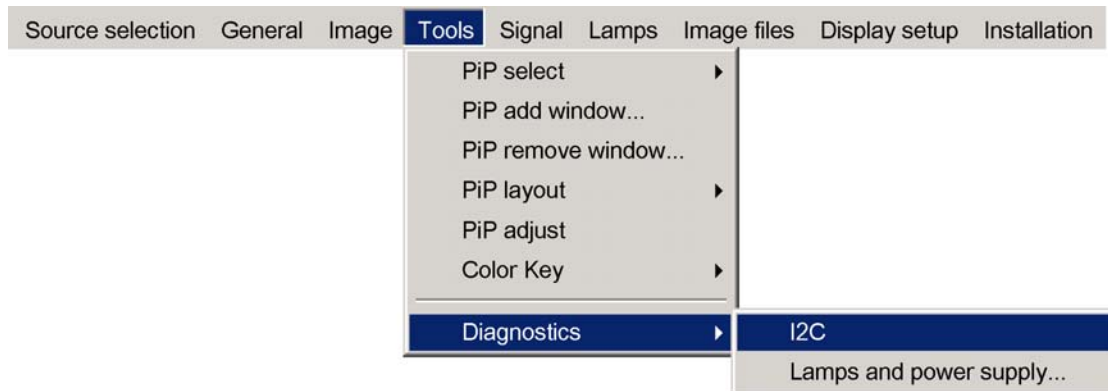 Source selection General Image Tools Signal Lamps Image files Display setup Installation
PiP select
PiP add window...
PiP remove window...
PiP layout
PiP adjust
Color Key
Diagnostics I2C
Lamps and power supply...